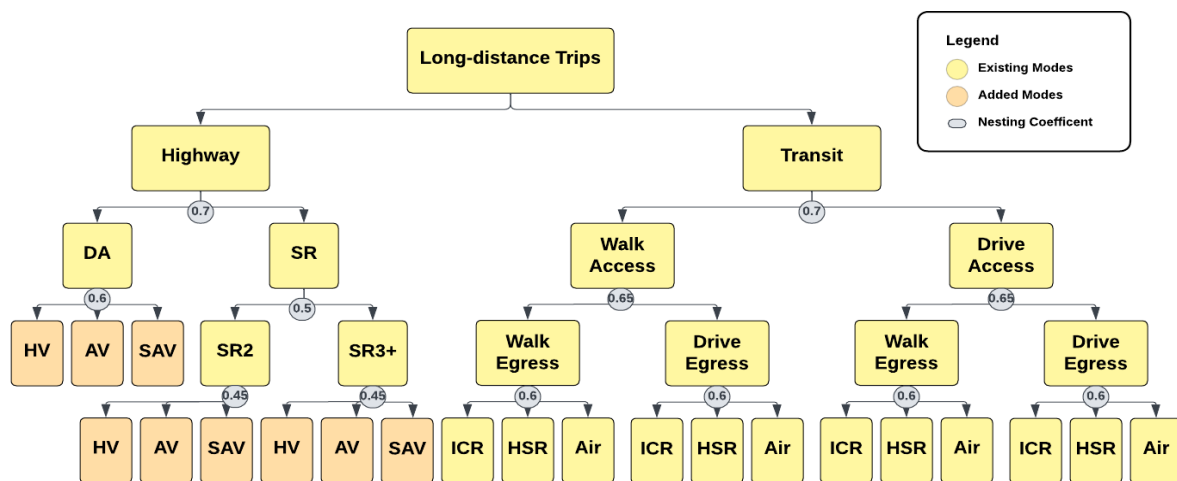 Long-distance Trips
Legend
Existing Modes
Added Modes
Nesting Coefficent
Highway
Transit
0.7
0.7
DA
SR
Walk
Access
Drive
Access
0.6
0.5
0.65
0.65
HV
AV
SAV
SR2
SR3+
Walk
Egress
Drive
Egress
Walk
Egress
Drive
Egress
0.45
0.45
0.6
0.6
0.6
0.6
HV
AV
SAV
HV
AV
SAV
ICR
HSR
Air
ICR
HSR
Air
ICR
HSR
Air
ICR
HSR
Air